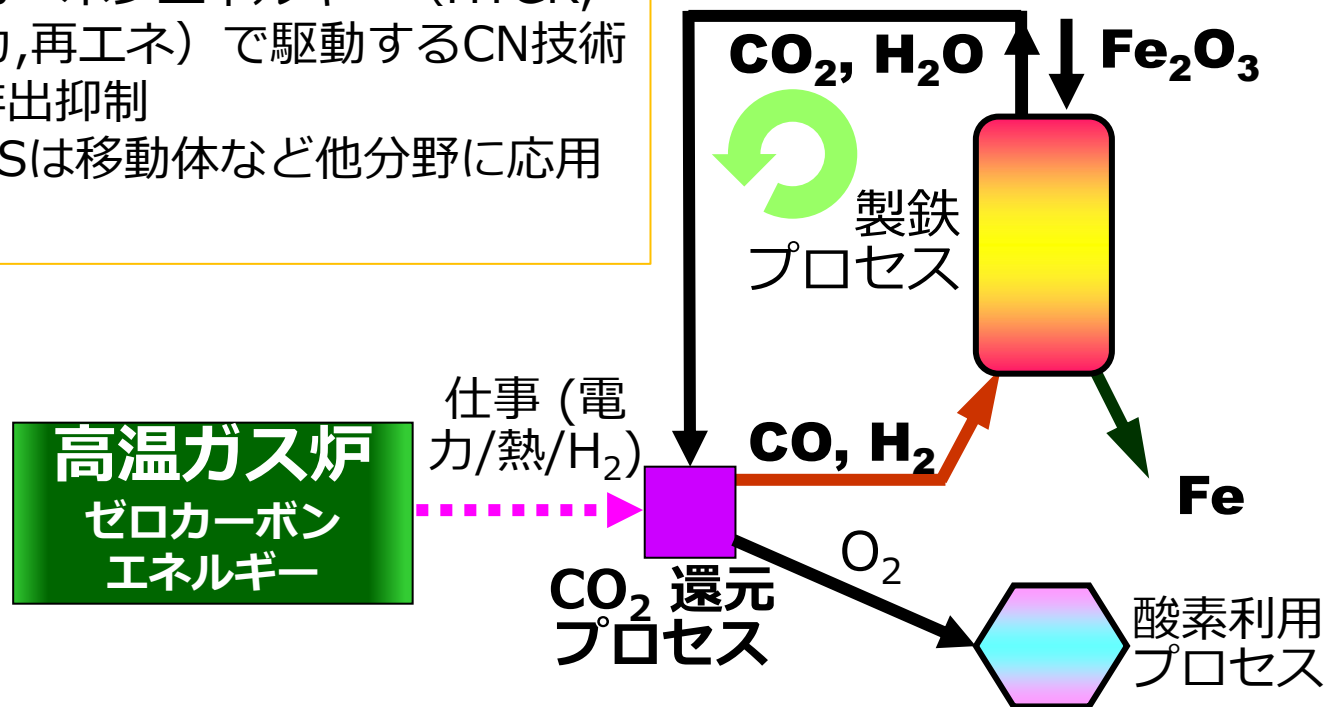 (HTGR,
力,再エネ）で駆動するCN技術
出抑制
Sは移動体など他分野に応用
CO₂, H₂O
Fe₂O₃
製鉄
プロセス
仕事 (電
力/熱/H₂)
高温ガス炉
ゼロカーボン
エネルギー
CO, H₂
Fe
O₂
CO₂ 還元
プロセス
酸素利用
プロセス